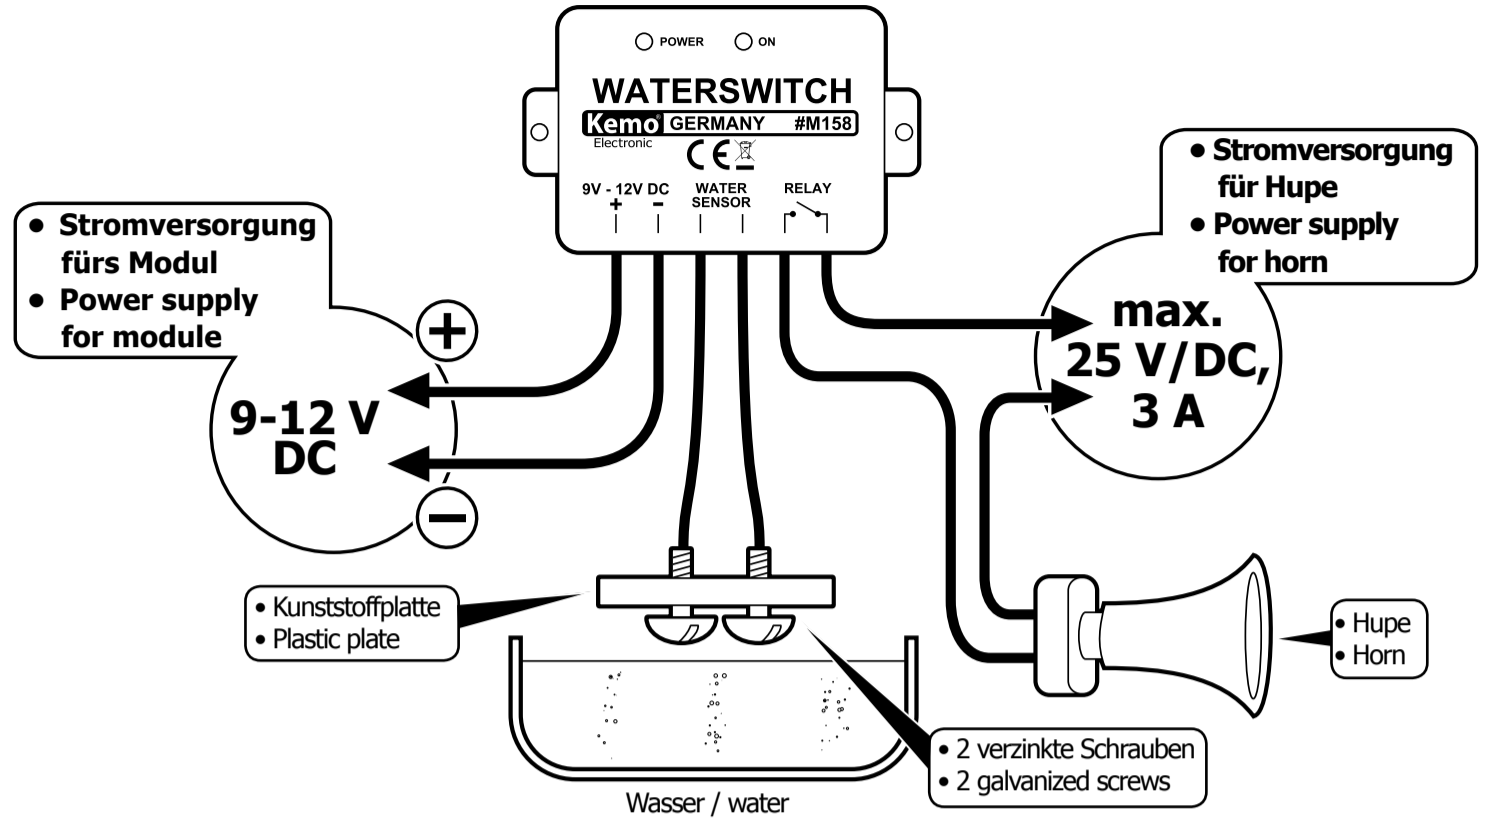 POWER ON
WATERSWITCH
Kemo® GERMANY #M158
Electronic
CE
9V - 12V DC WATER RELAY
+ - SENSOR
• Stromversorgung
fürs Modul
• Power supply
for module
+
9-12 V
DC
−
• Stromversorgung
für Hupe
• Power supply
for horn
max.
25 V/DC,
3 A
• Kunststoffplatte
• Plastic plate
• Hupe
• Horn
• 2 verzinkte Schrauben
• 2 galvanized screws
Wasser / water